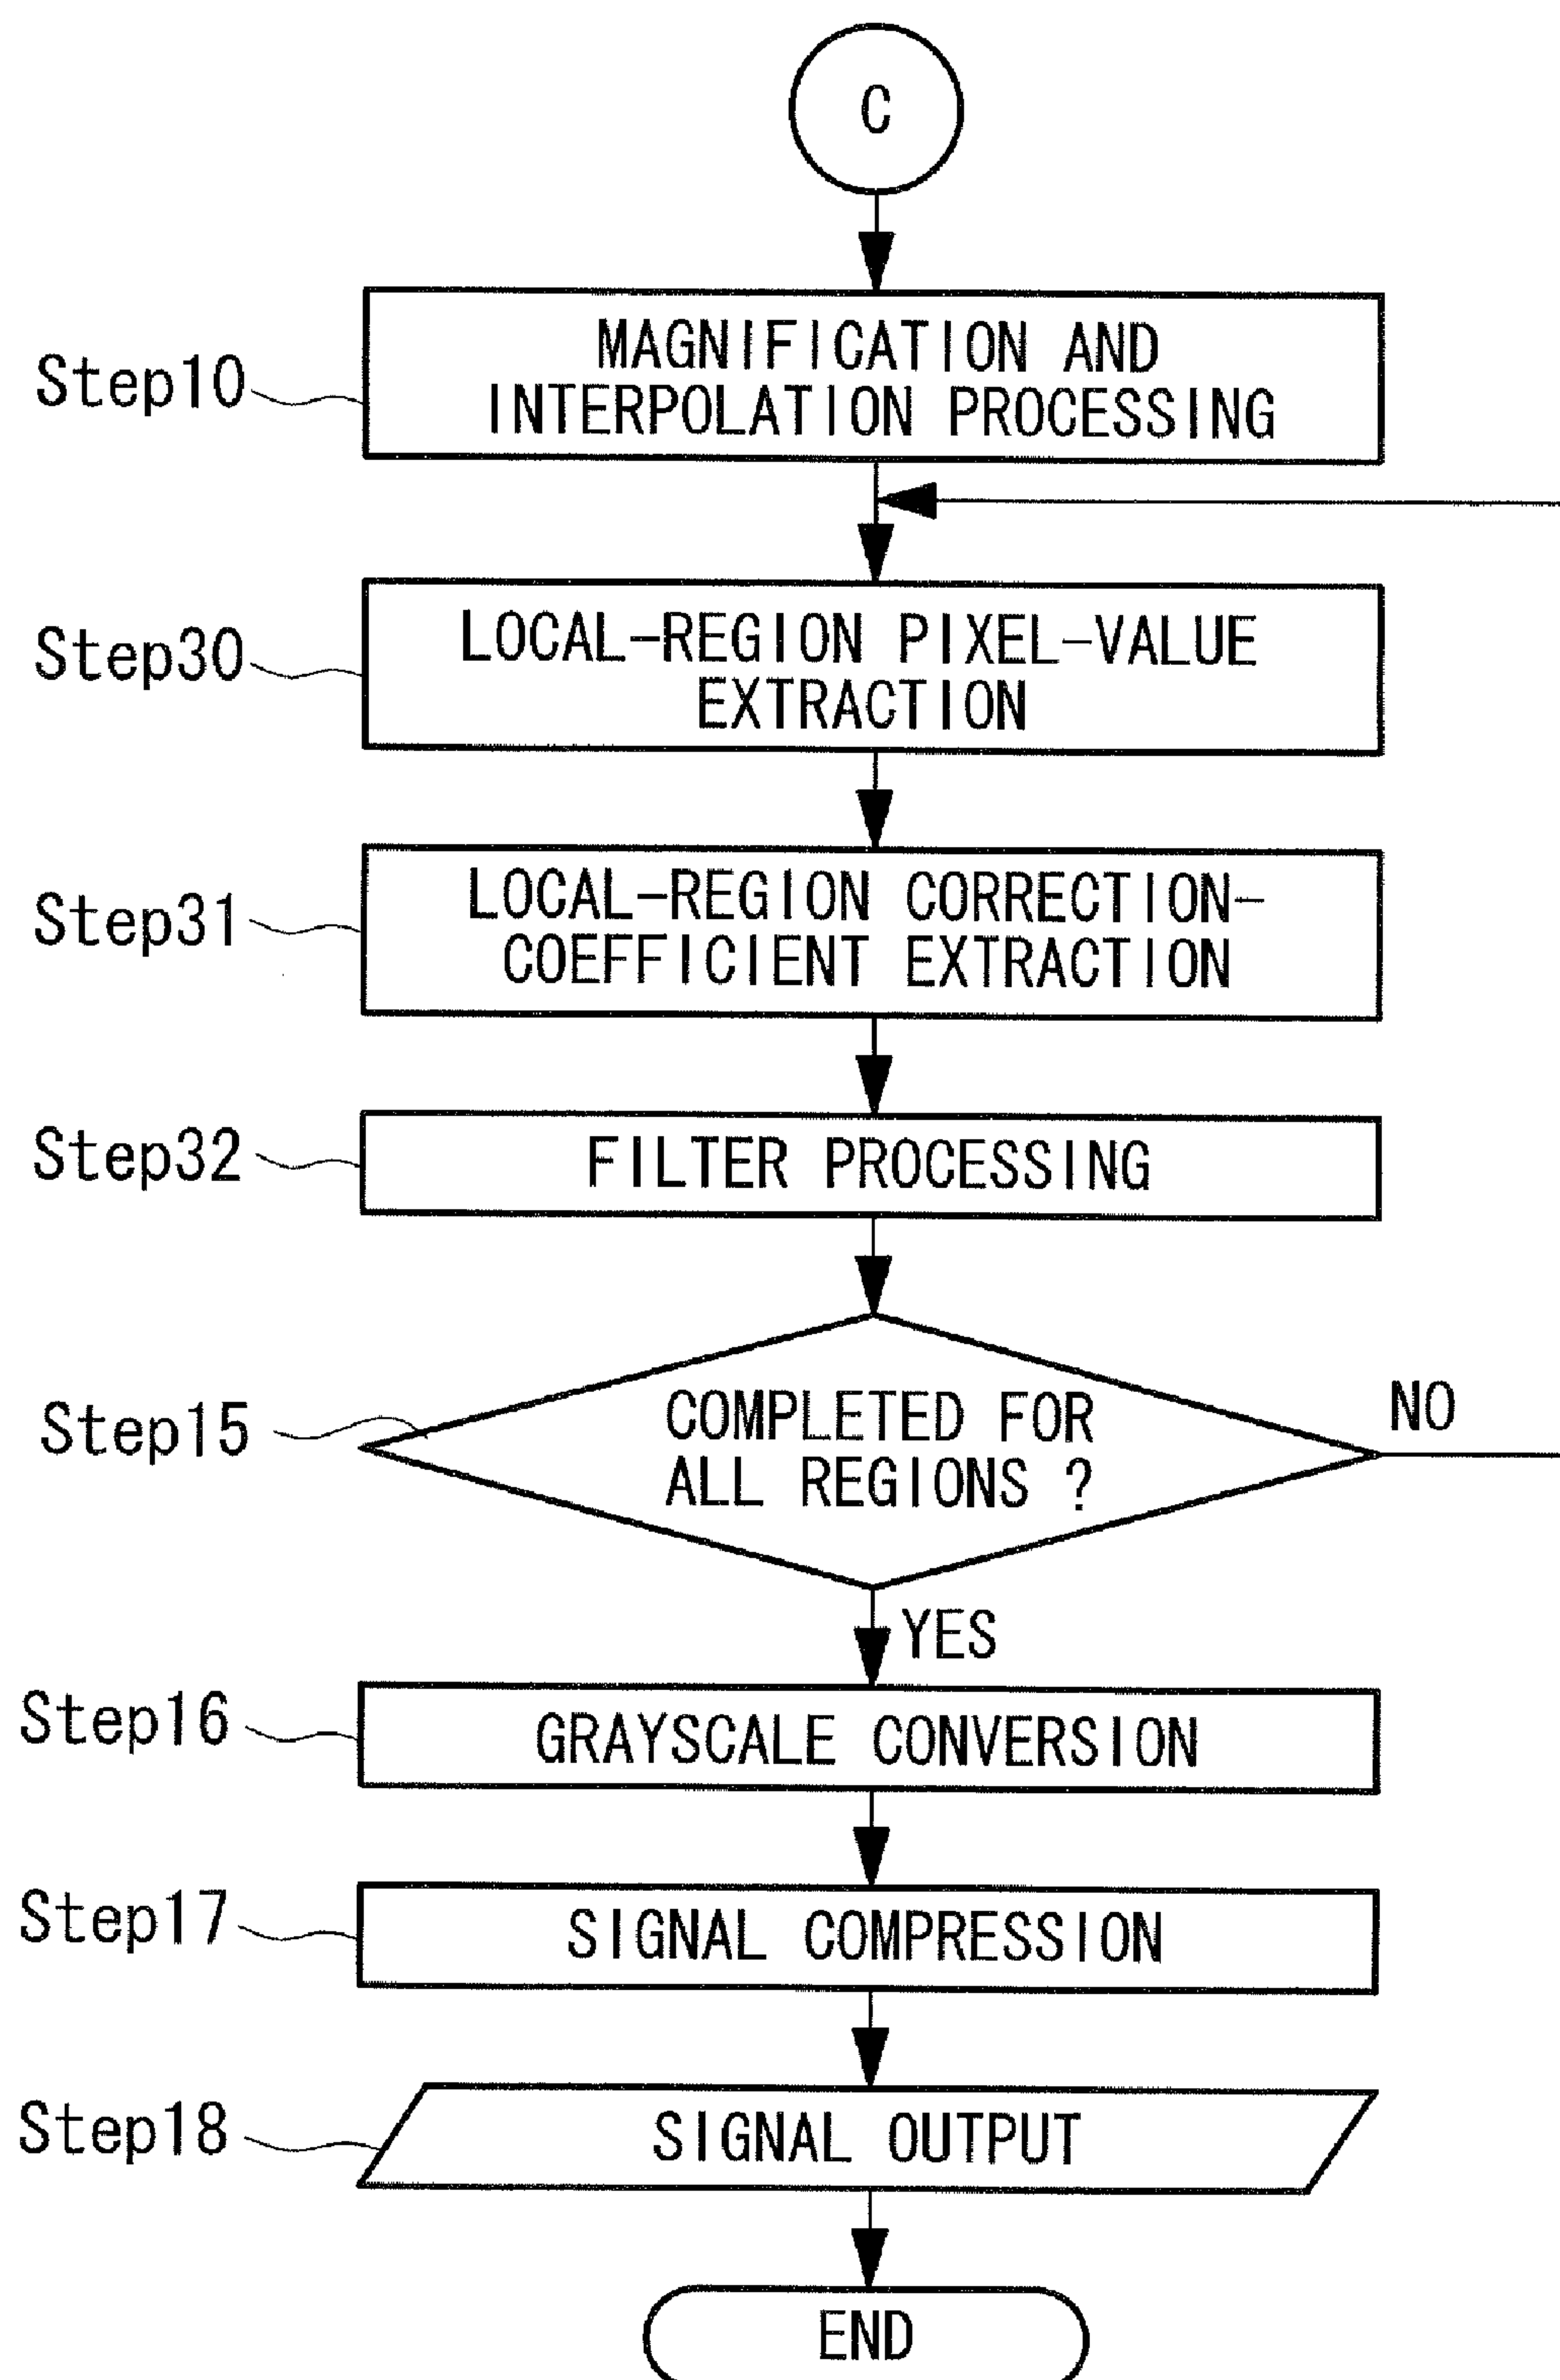 C
MAGNIFICATION AND
INTERPOLATION PROCESSING
Step10
LOCAL-REGION PIXEL-VALUE
EXTRACTION
Step30
LOCAL-REGION CORRECTION-
COEFFICIENT EXTRACTION
Step31
FILTER PROCESSING
Step32
COMPLETED FOR
ALL REGIONS ?
Step15
NO
YES
GRAYSCALE CONVERSION
Step16
SIGNAL COMPRESSION
Step17
SIGNAL OUTPUT
Step18
END